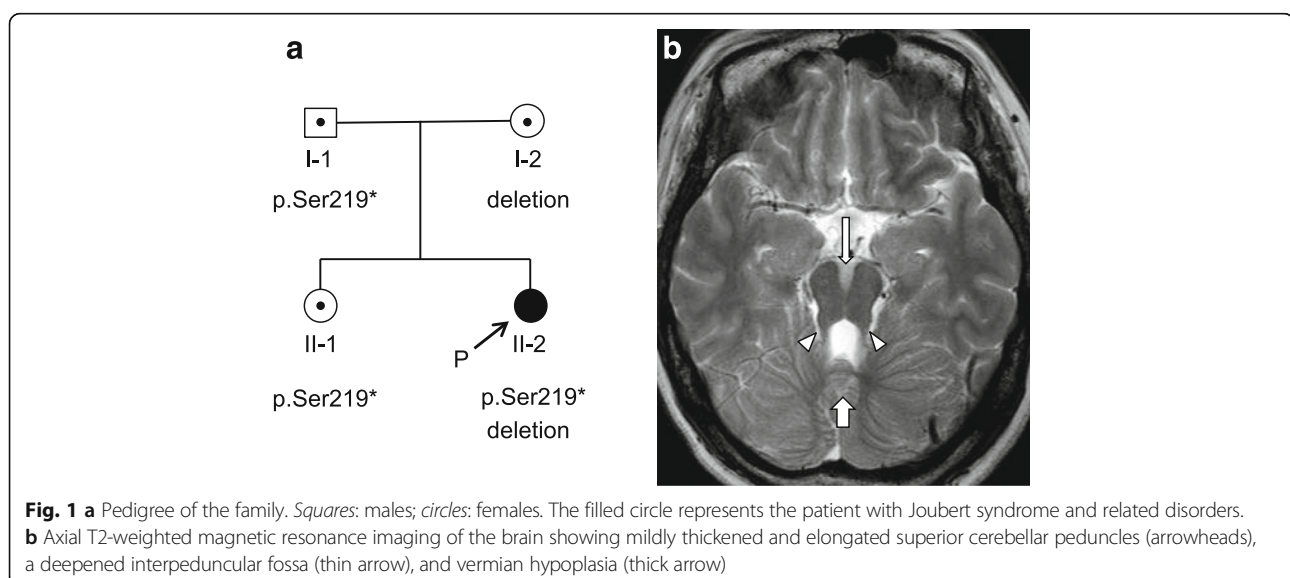 a
b
I-1
I-2
p.Ser219*
deletion
II-1
P
II-2
p.Ser219*
p.Ser219*
deletion
Fig. 1 a Pedigree of the family. Squares: males; circles: females. The filled circle represents the patient with Joubert syndrome and related disorders.
b Axial T2-weighted magnetic resonance imaging of the brain showing mildly thickened and elongated superior cerebellar peduncles (arrowheads),
a deepened interpeduncular fossa (thin arrow), and vermian hypoplasia (thick arrow)